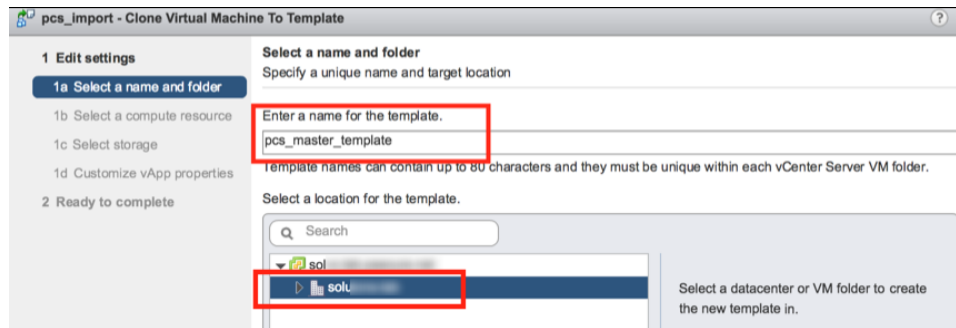 pcs_import - Clone Virtual Machine To Template
?
1 Edit settings
1a Select a name and folder
1b Select a compute resource
1c Select storage
1d Customize vApp properties
2 Ready to complete
Select a name and folder
Specify a unique name and target location
Enter a name for the template.
pcs_master_template
Template names can contain up to 80 characters and they must be unique within each vCenter Server VM folder.
Select a location for the template.
Search
sol
solu
Select a datacenter or VM folder to create
the new template in.